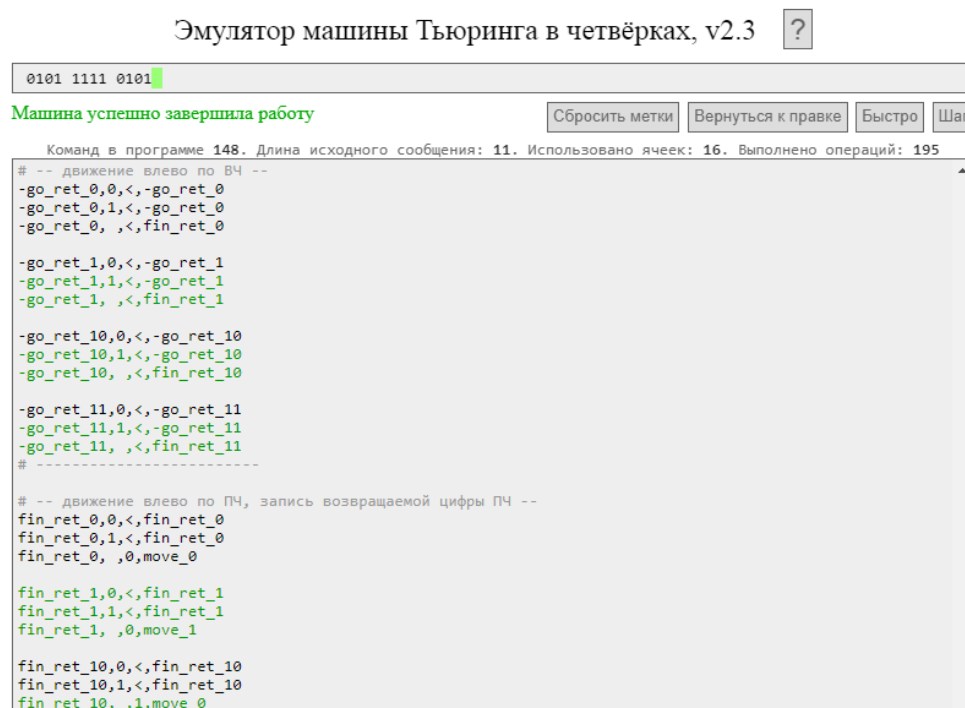 Эмулятор машины Тьюринга в четвёрках, v2.3 ?
0101 1111 0101
Машина успешно завершила работу Сбросить метки Вернуться к правке Быстро Шаг
Команд в программе 148. Длина исходного сообщения: 11. Использовано ячеек: 16. Выполнено операций: 195
# -- движение влево по ВЧ --
-go_ret_0,0,<,-go_ret_0
-go_ret_0,1,<,-go_ret_0
-go_ret_0, ,<,fin_ret_0
-go_ret_1,0,<,-go_ret_1
-go_ret_1,1,<,-go_ret_1
-go_ret_1, ,<,fin_ret_1
-go_ret_10,0,<,-go_ret_10
-go_ret_10,1,<,-go_ret_10
-go_ret_10, ,<,fin_ret_10
-go_ret_11,0,<,-go_ret_11
-go_ret_11,1,<,-go_ret_11
-go_ret_11, ,<,fin_ret_11
# ------------------------
# -- движение влево по ПЧ, запись возвращаемой цифры ПЧ --
fin_ret_0,0,<,fin_ret_0
fin_ret_0,1,<,fin_ret_0
fin_ret_0, ,0,move_0
fin_ret_1,0,<,fin_ret_1
fin_ret_1,1,<,fin_ret_1
fin_ret_1, ,0,move_1
fin_ret_10,0,<,fin_ret_10
fin_ret_10,1,<,fin_ret_10
fin_ret_10, ,1,move_0